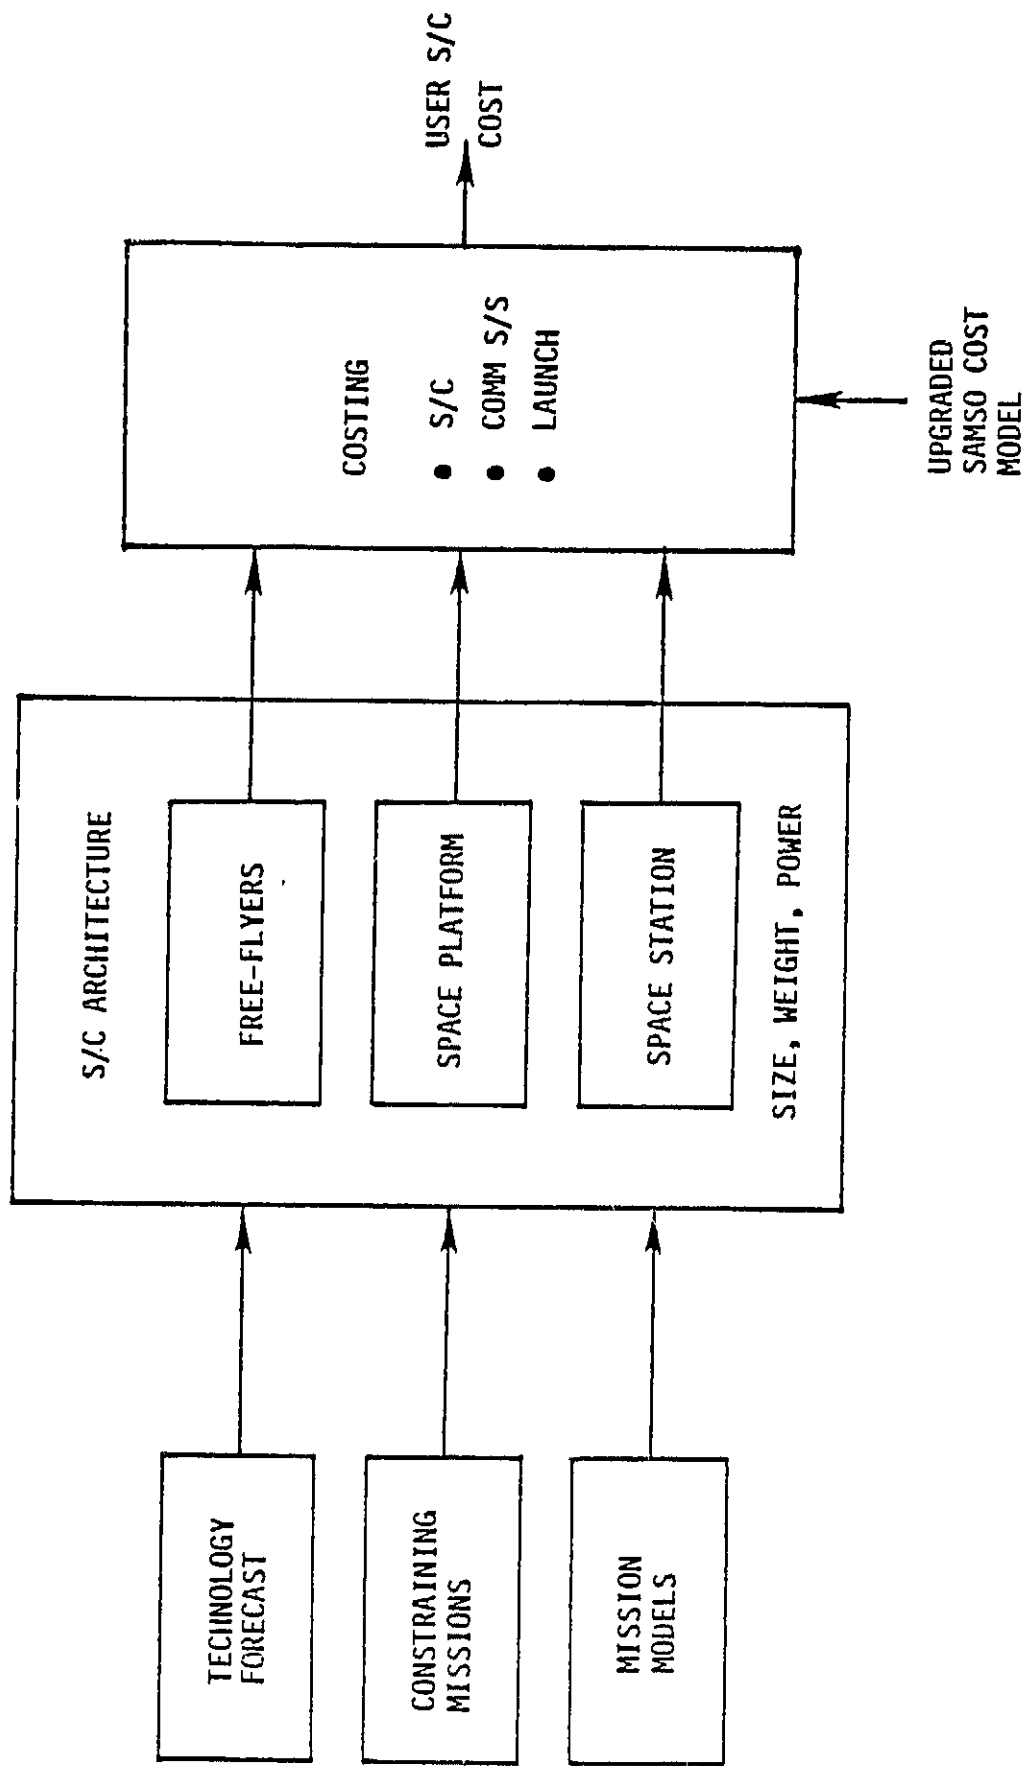 TECHNOLOGY
FORECAST
CONSTRAINING
MISSIONS
MISSION
MODELS
S/C ARCHITECTURE
FREE-FLYERS
SPACE PLATFORM
SPACE STATION
SIZE, WEIGHT, POWER
COSTING
● S/C
● COMM S/S
● LAUNCH
USER S/C
COST
UPGRADED
SAMSO COST
MODEL